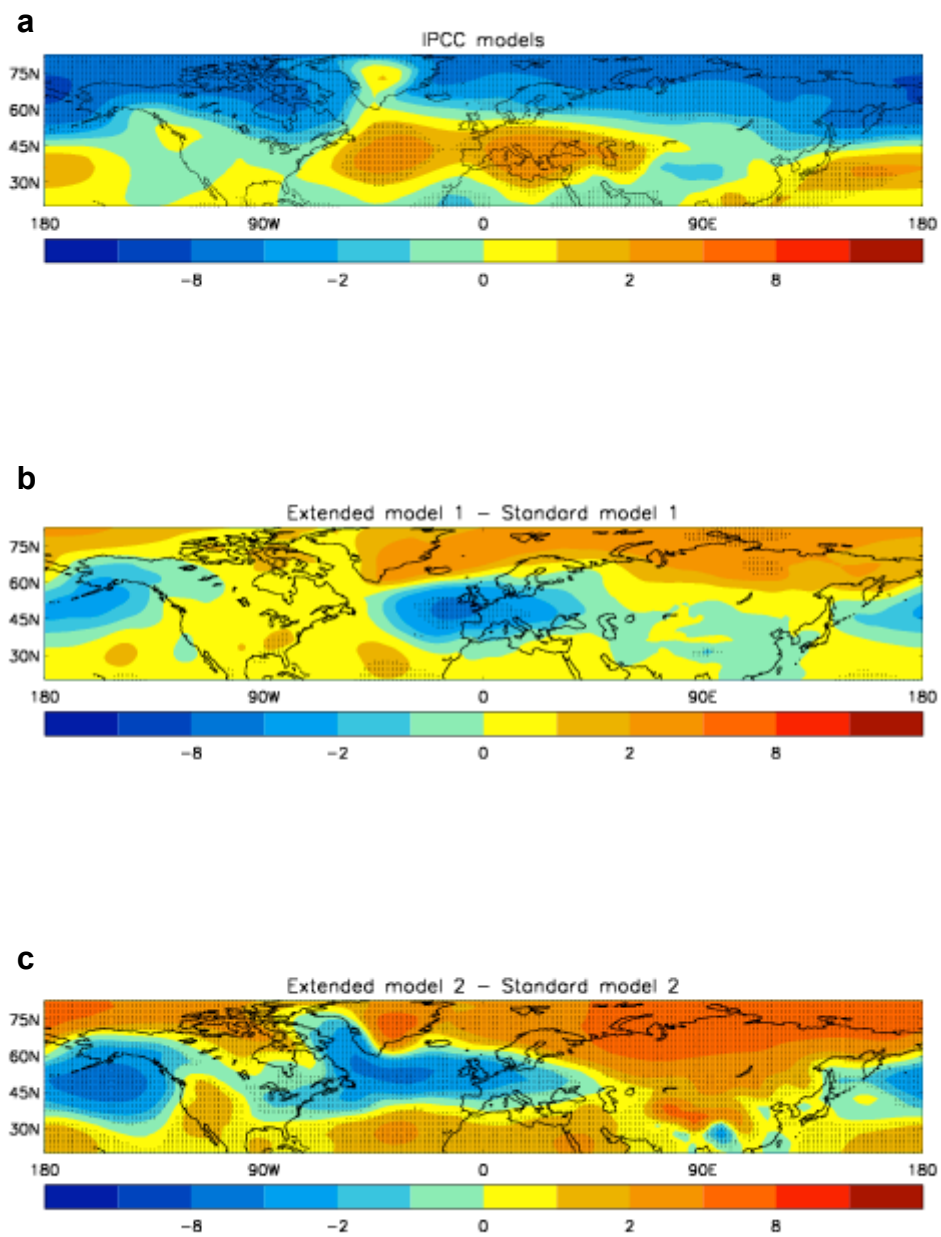 a
IPCC models
75N
60N
45N
30N
180 90W 0 90E 180
−8 −2 0 2 8
b
Extended model 1 − Standard model 1
75N
60N
45N
30N
180 90W 0 90E 180
−8 −2 0 2 8
c
Extended model 2 − Standard model 2
75N
60N
45N
30N
180 90W 0 90E 180
−8 −2 0 2 8